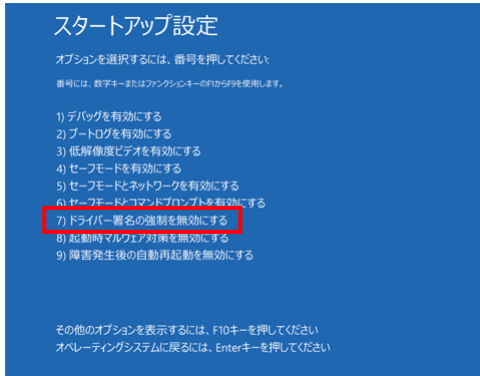 スタートアップ設定
オプションを選択するには、番号を押してください:
番号には、数字キーまたはファンクションキーのF1からF9を使用します。
1) デバッグを有効にする
2) ブートログを有効にする
3) 低解像度ビデオを有効にする
4) セーフモードを有効にする
5) セーフモードとネットワークを有効にする
6) セーフモードとコマンドプロンプトを有効にする
7) ドライバー署名の強制を無効にする
8) 起動時マルウェア対策を無効にする
9) 障害発生後の自動再起動を無効にする
その他のオプションを表示するには、F10キーを押してください
オペレーティングシステムに戻るには、Enterキーを押してください